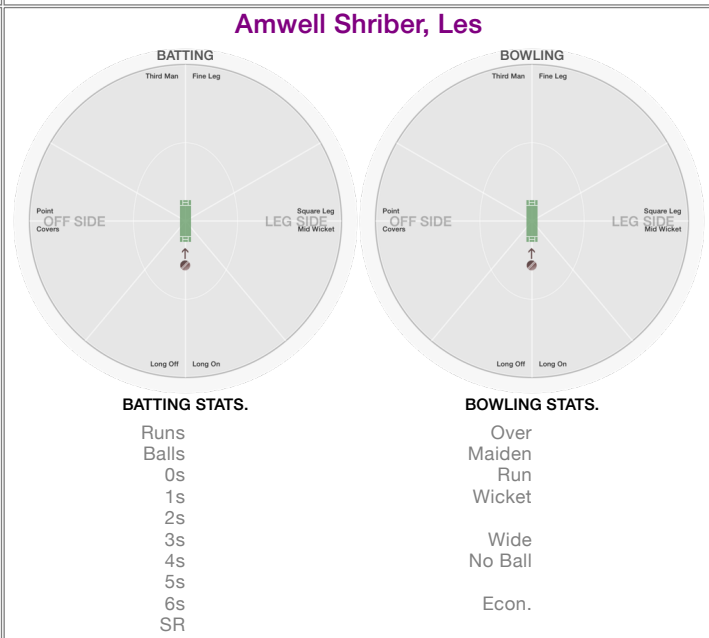 Amwell Shriber, Les
BATTING
Third Man Fine Leg
Point
OFF SIDE
Covers
Square Leg
LEG SIDE
Mid Wicket
Long Off Long On
BOWLING
Third Man Fine Leg
Point
OFF SIDE
Covers
Square Leg
LEG SIDE
Mid Wicket
Long Off Long On
BATTING STATS.
Runs
Balls
0s
1s
2s
3s
4s
5s
6s
SR
BOWLING STATS.
Over
Maiden
Run
Wicket
Wide
No Ball
Econ.